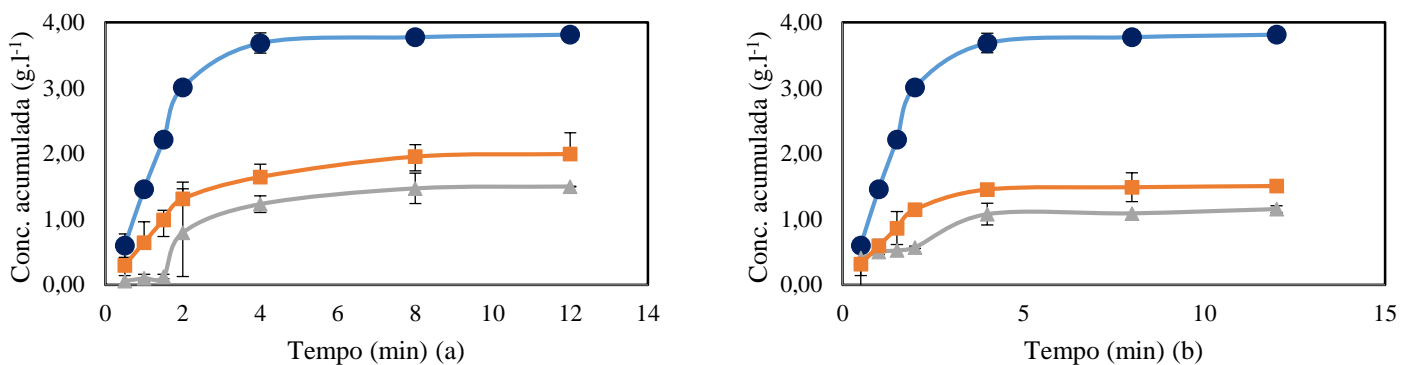 Conc. acumulada (g.l-1)
4,00
3,00
2,00
1,00
0,00
0 2 4 6 8 10 12 14
Tempo (min) (a)
Conc. acumulada (g.l-1)
4,00
3,00
2,00
1,00
0,00
0 5 10 15
Tempo (min) (b)